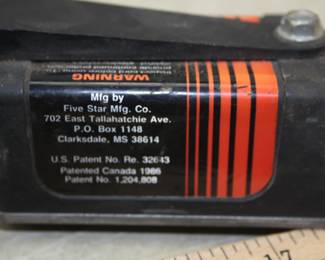 WARNING
Mfg by
Five Star Mfg. Co.
702 East Tallahatchie Ave.
P.O. Box 1148
Clarksdale, MS 38614
U.S. Patent No. Re. 32643
Patented Canada 1986
Patent No. 1,204,808
17